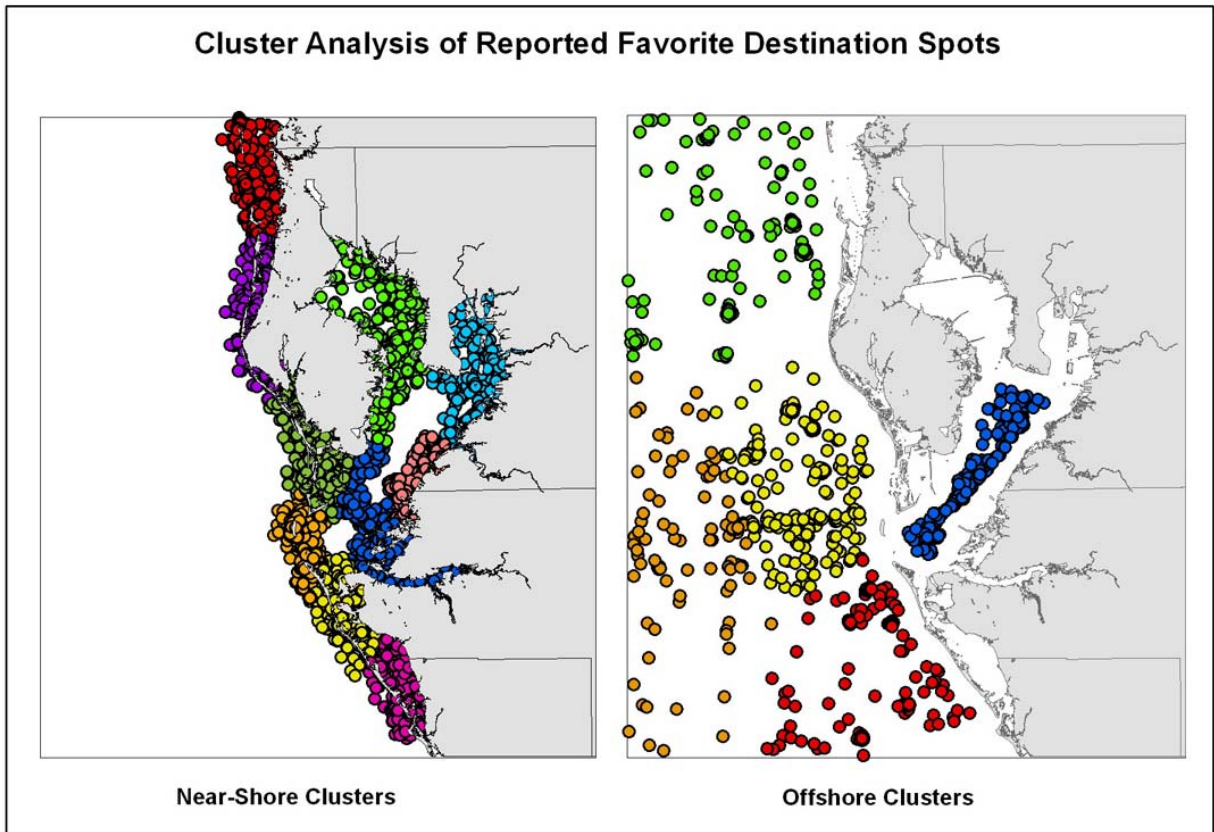 Cluster Analysis of Reported Favorite Destination Spots
Near-Shore Clusters
Offshore Clusters